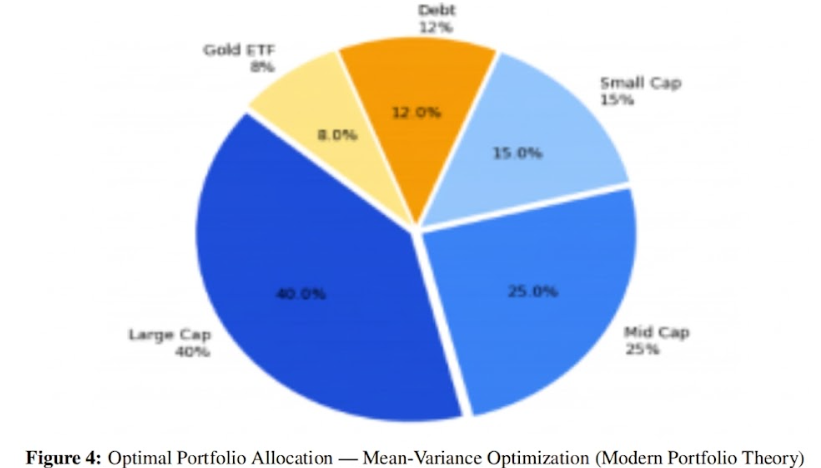 Debt
12%
Gold ETF
8%
Small Cap
15%
12.0%
8.0%
15.0%
40.0%
25.0%
Large Cap
40%
Mid Cap
25%
Figure 4: Optimal Portfolio Allocation — Mean-Variance Optimization (Modern Portfolio Theory)